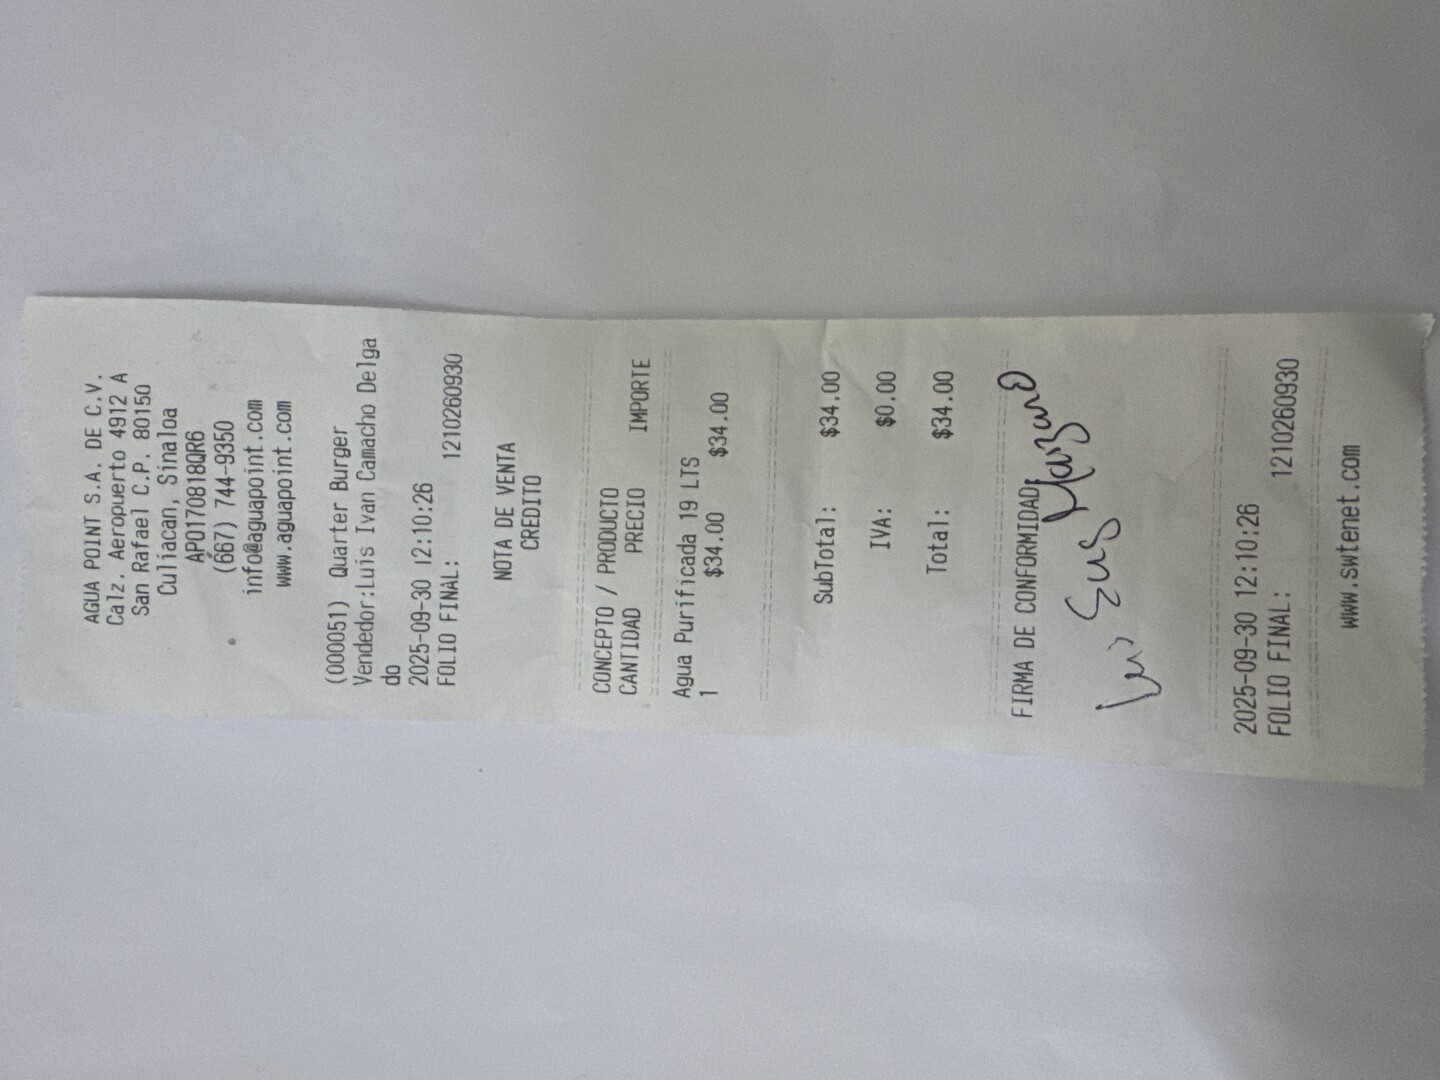 AGUA POINT S.A. DE C.V.
Calz. Aeropuerto 4912 A
San Rafael C.P. 80150
Culiacan, Sinaloa
APO170818QR6
(667) 744-9350
info@aguapoint.com
www.aguapoint.com
(000051) Quarter Burger
Vendedor:Luis Ivan Camacho Delga
do
2025-09-30 12:10:26
FOLIO FINAL: 1210260930
NOTA DE VENTA
CREDITO
CONCEPTO / PRODUCTO
CANTIDAD PRECIO IMPORTE
Agua Purificada 19 LTS
1 $34.00 $34.00
SubTotal: $34.00
IVA: $0.00
Total: $34.00
FIRMA DE CONFORMIDAD
2025-09-30 12:10:26
FOLIO FINAL: 1210260930
www.swtenet.com